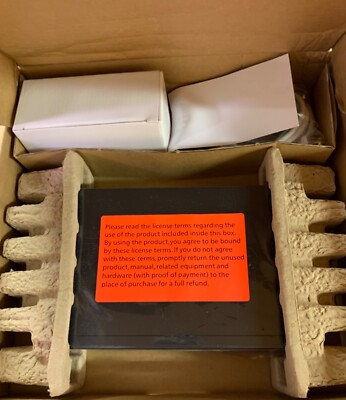 Please read the license terms regarding the
use of the product included inside this box.
By using the product, you agree to be bound
by these license terms. If you do not agree
with these terms, promptly return the unused
product, manual, related equipment and
hardware (with proof of payment) to the
place of purchase for a full refund.